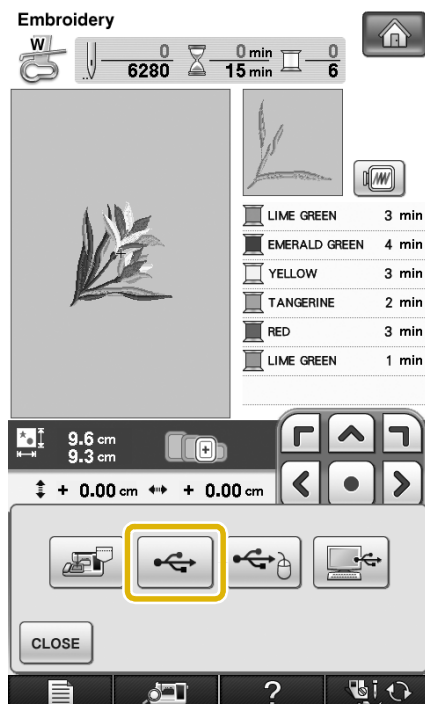 Embroidery
W
0
6280
0 min
15 min
0
6
LIME GREEN 3 min
EMERALD GREEN 4 min
YELLOW 3 min
TANGERINE 2 min
RED 3 min
LIME GREEN 1 min
9.6 cm
9.3 cm
+ 0.00 cm + 0.00 cm
CLOSE
?